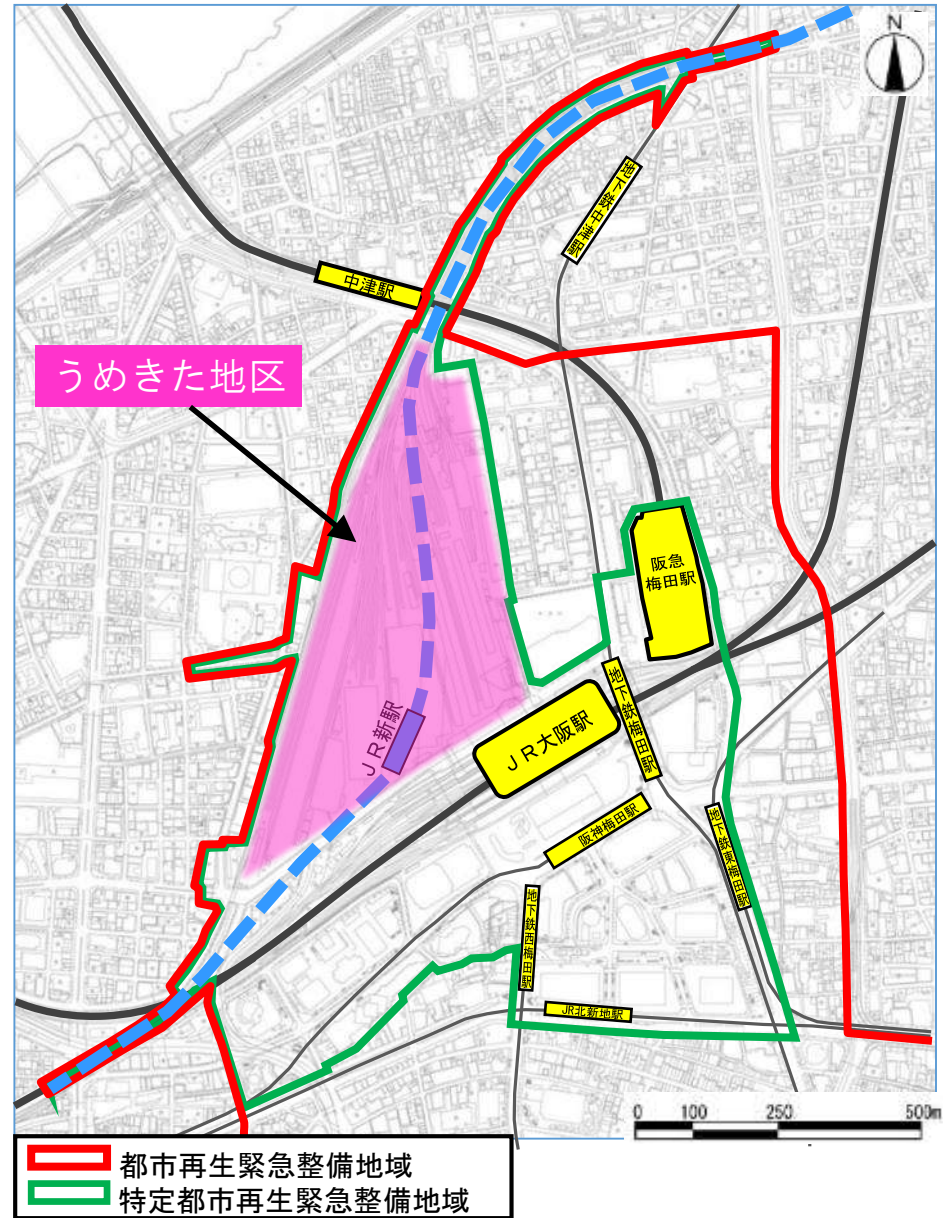 N
地下鉄中津駅
中津駅
うめきた地区
阪急
梅田駅
地下鉄梅田駅
JR新駅
JR大阪駅
阪神梅田駅
地下鉄東梅田駅
地下鉄西梅田駅
JR北新地駅
0 100 250 500m
都市再生緊急整備地域
特定都市再生緊急整備地域